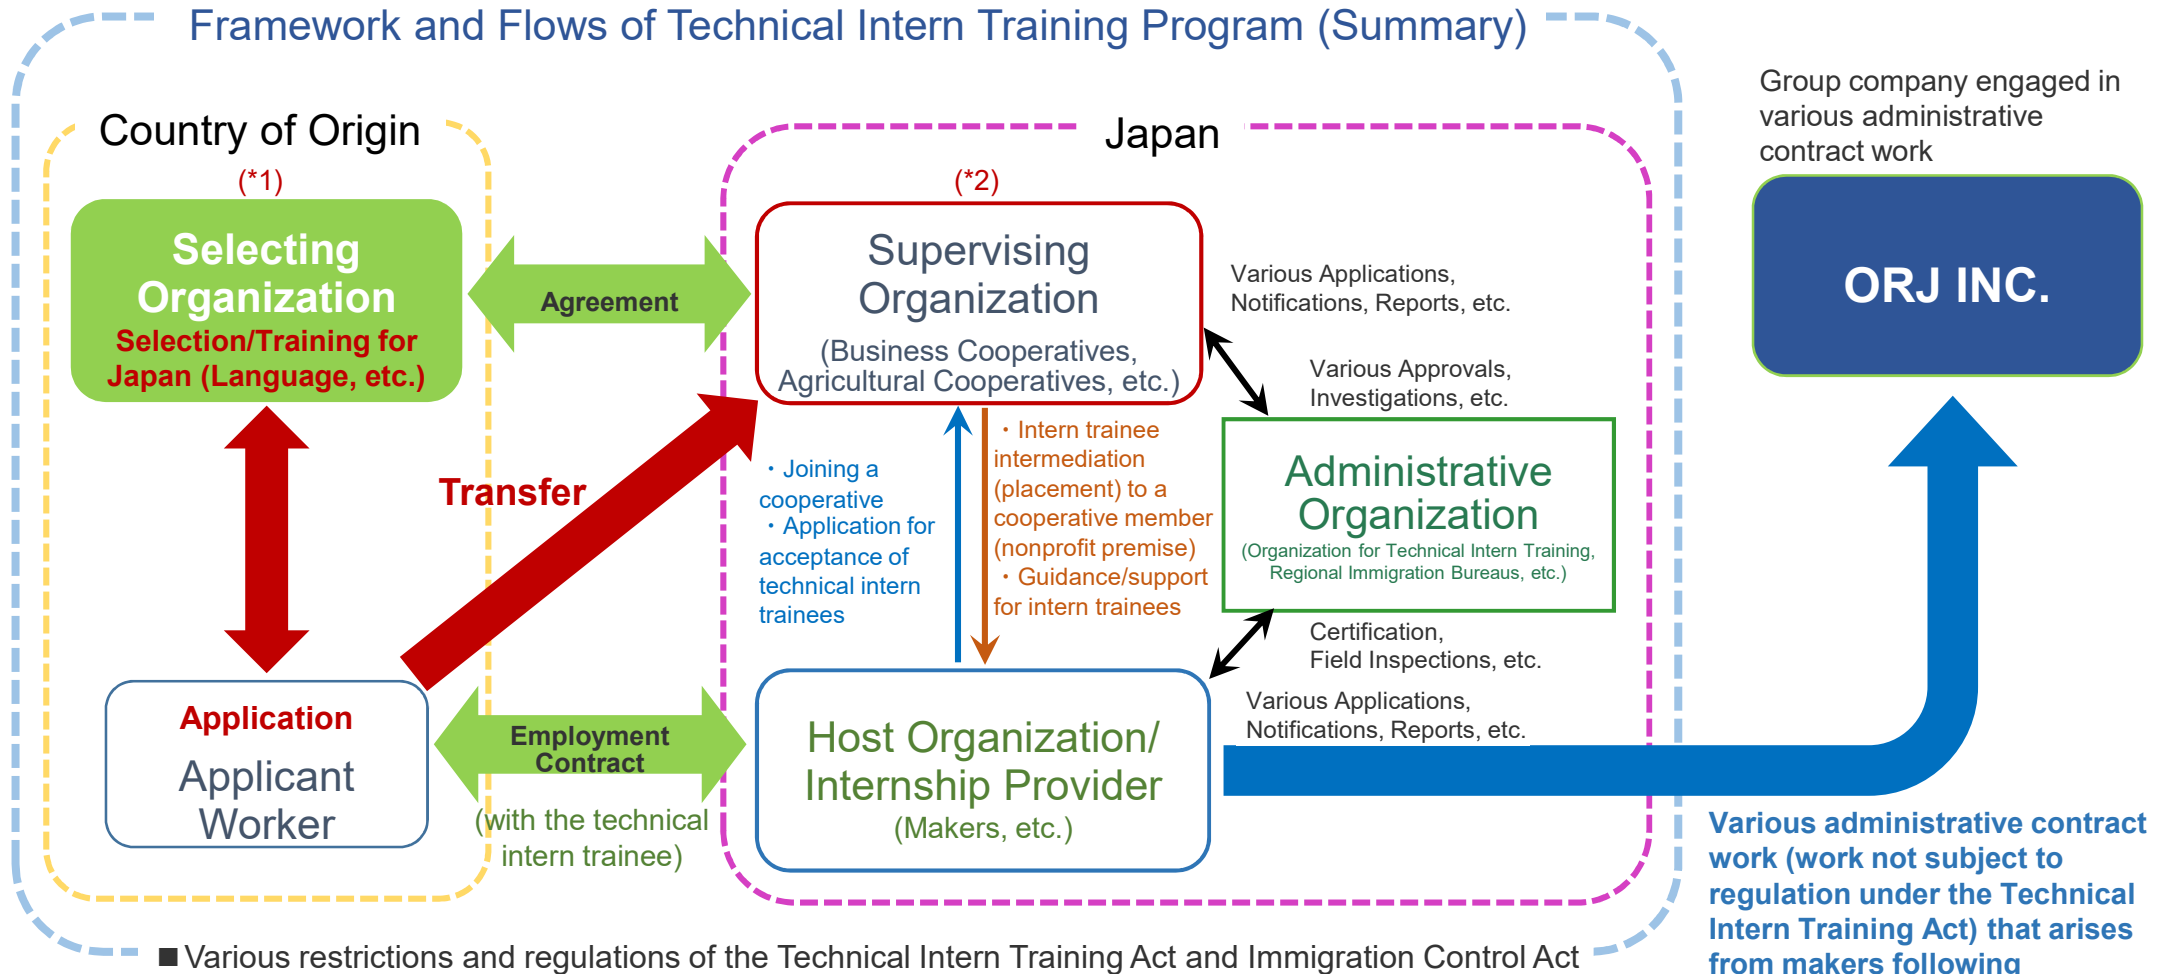 Framework and Flows of Technical Intern Training Program (Summary)
Country of Origin
(*1)
Selecting
Organization
Selection/Training for
Japan (Language, etc.)
Agreement
Transfer
Application
Applicant
Worker
Employment
Contract
(with the technical
intern trainee)
Japan
(*2)
Supervising
Organization
(Business Cooperatives,
Agricultural Cooperatives, etc.)
・Joining a
cooperative
・Application for
acceptance of
technical intern
trainees
・Intern trainee
intermediation
(placement) to a
cooperative member
(nonprofit premise)
・Guidance/support
for intern trainees
Various Applications,
Notifications, Reports, etc.
Various Approvals,
Investigations, etc.
Administrative
Organization
(Organization for Technical Intern Training,
Regional Immigration Bureaus, etc.)
Certification,
Field Inspections, etc.
Various Applications,
Notifications, Reports, etc.
Host Organization/
Internship Provider
(Makers, etc.)
■ Various restrictions and regulations of the Technical Intern Training Act and Immigration Control Act
Group company engaged in
various administrative
contract work
ORJ INC.
Various administrative contract
work (work not subject to
regulation under the Technical
Intern Training Act) that arises
from makers following